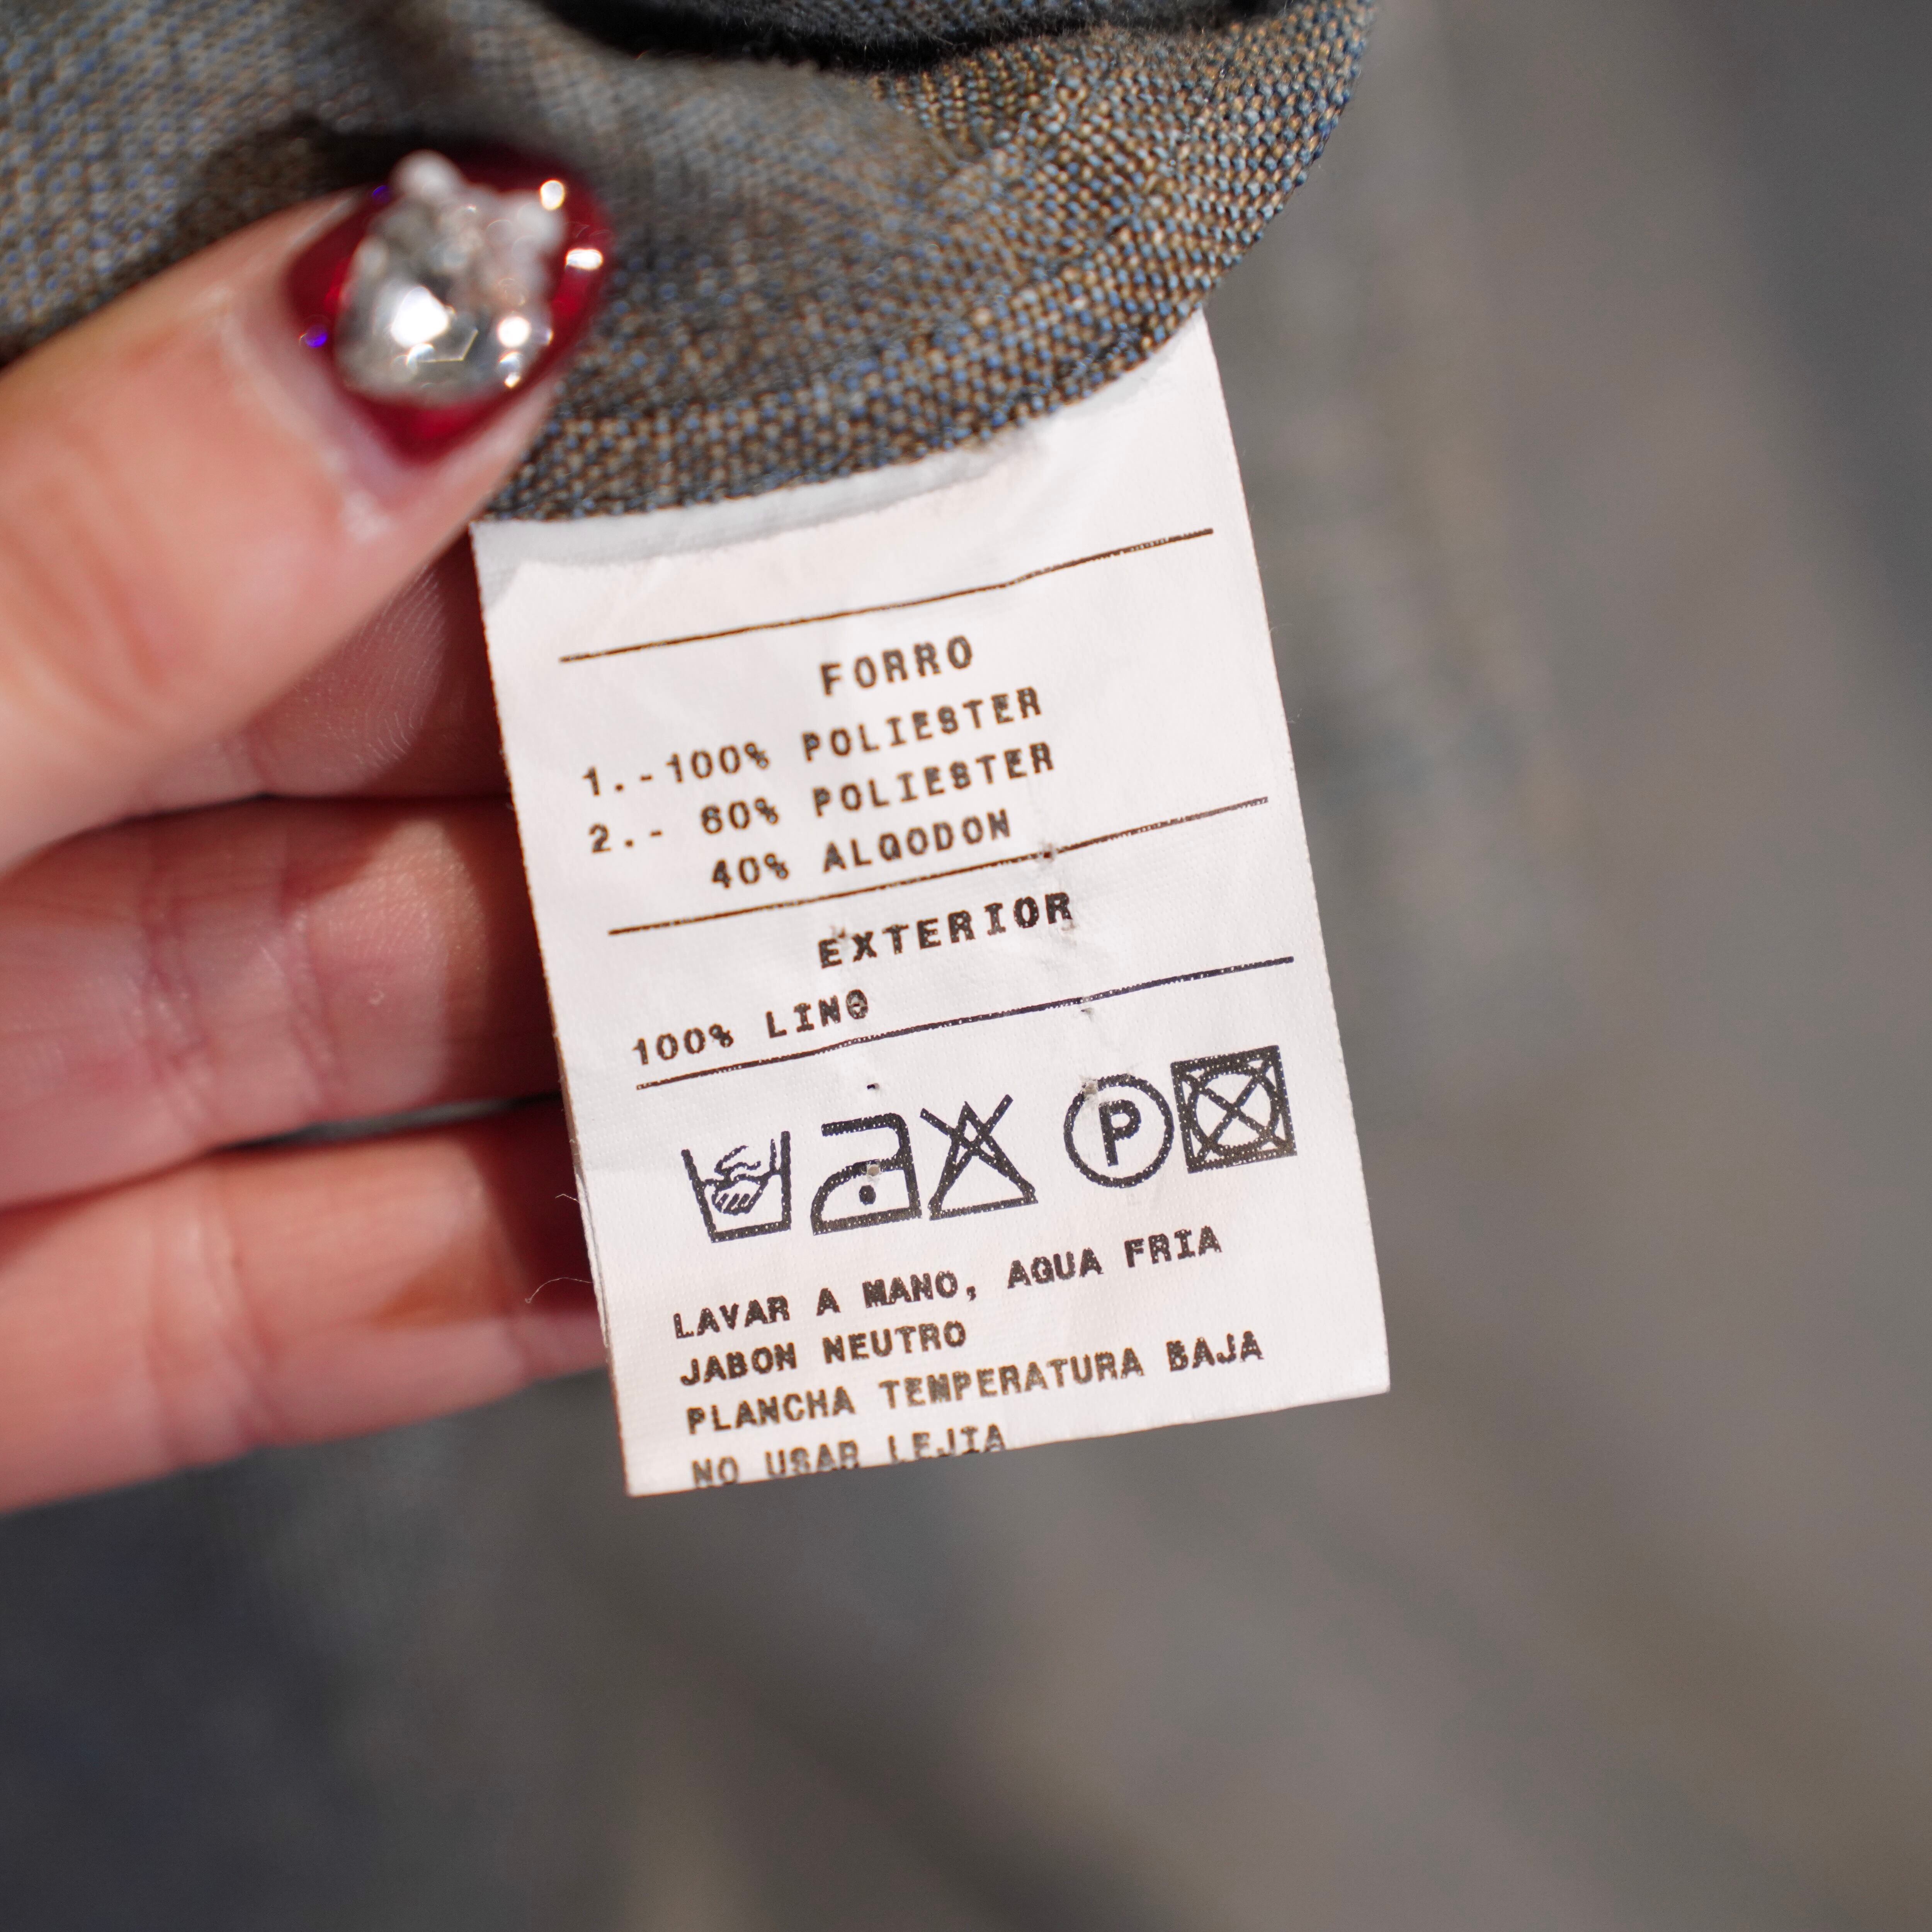 FORRO
1.-100% POLIESTER
2.- 60% POLIESTER
40% ALGODON
EXTERIOR
100% LINO
P
LAVAR A MANO, AGUA FRIA
JABON NEUTRO
PLANCHA TEMPERATURA BAJA
NO USAR LEJIA